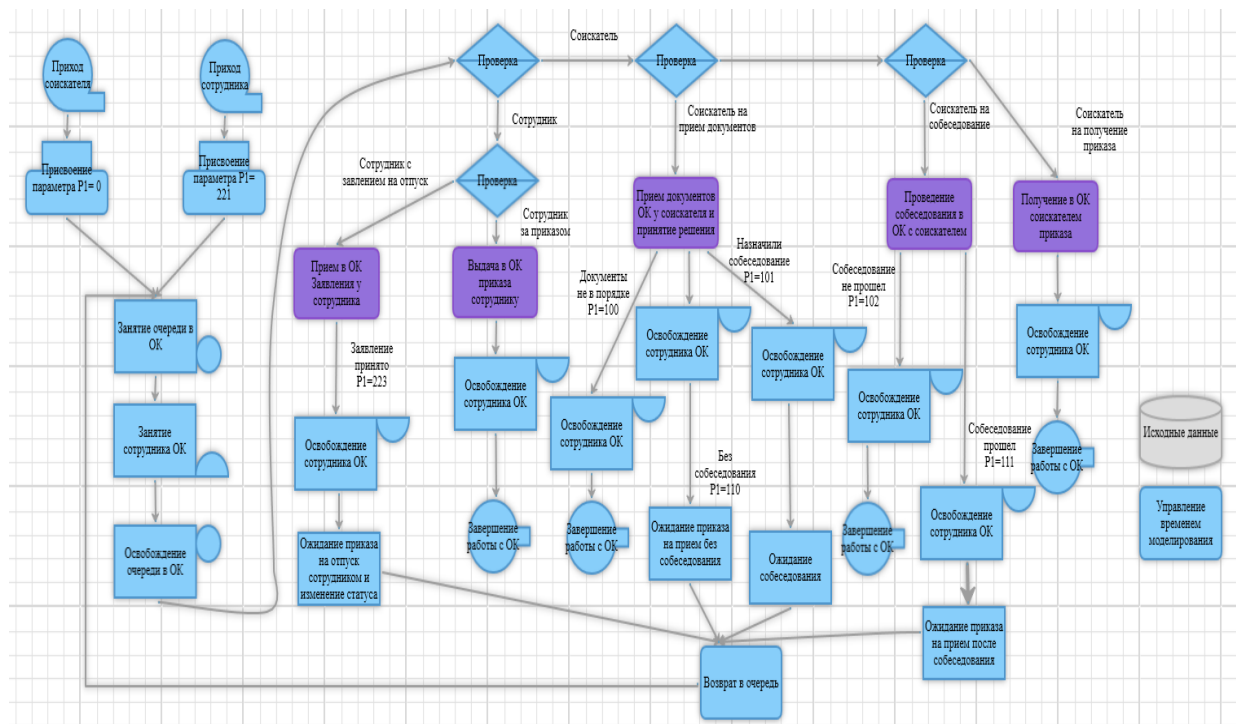 Приход
соискателя
Приход
сотрудника
Присвоение
параметра P1= 0
Присвоение
параметра P1=
221
Занятие очереди в
ОК
Занятие
сотрудника ОК
Освобождение
очереди в ОК
Проверка
Соискатель
Проверка
Проверка
Сотрудник
Соискатель на
прием документов
Соискатель на
собеседование
Соискатель
на получение
приказа
Сотрудник с
завлением на отпуск
Проверка
Сотрудник
за приказом
Прием в ОК
Заявления у
сотрудника
Выдача в ОК
приказа
сотруднику
Прием документов
ОК у соискателя и
принятие решения
Проведение
собеседования в
ОК с соискателем
Получение в ОК
соискателем
приказа
Заявление
принято
P1=223
Документы
не в порядке
P1=100
Назначили
собеседование
P1=101
Собеседование
не прошел
P1=102
Освобождение
сотрудника ОК
Освобождение
сотрудника ОК
Освобождение
сотрудника ОК
Освобождение
сотрудника ОК
Освобождение
сотрудника ОК
Освобождение
сотрудника ОК
Освобождение
сотрудника ОК
Без
собеседования
P1=110
Собеседование
прошел
P1=111
Освобождение
сотрудника ОК
Завершение
работы с ОК
Исходные данные
Управление
временем
моделирования
Ожидание приказа
на отпуск
сотрудником и
изменение статуса
Завершение
работы с ОК
Завершение
работы с ОК
Ожидание приказа
на прием без
собеседования
Ожидание
собеседования
Завершение
работы с ОК
Ожидание приказа
на прием после
собеседования
Возврат в очередь